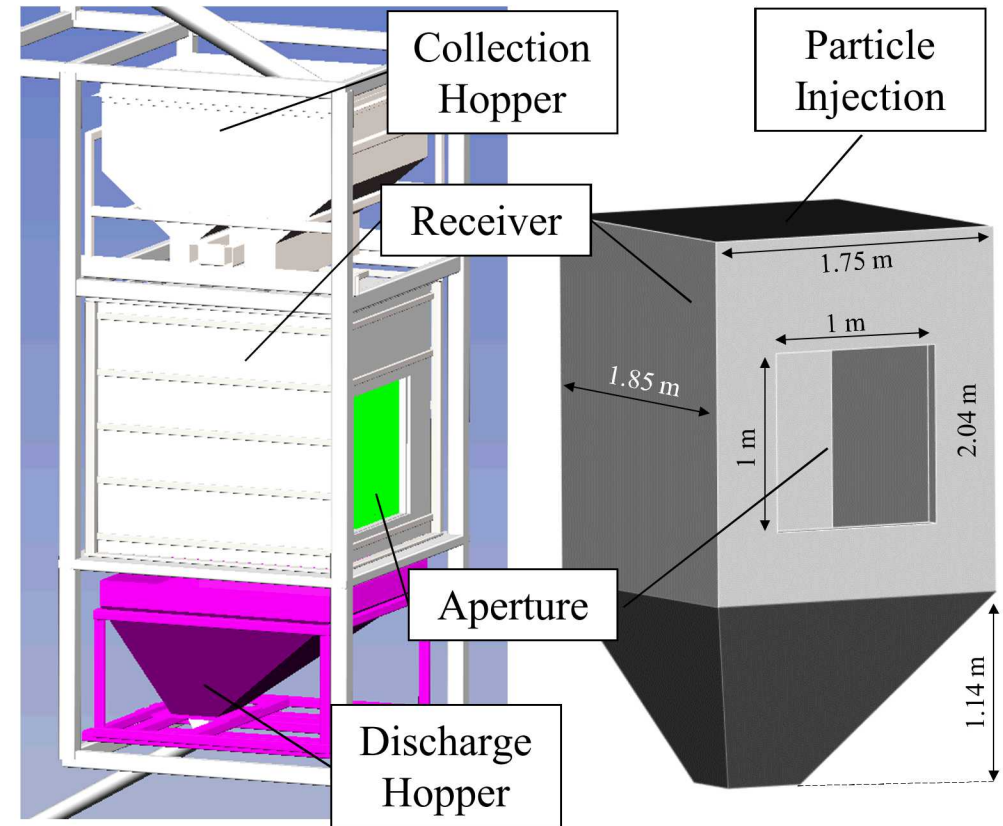 Collection
Hopper
Particle
Injection
Receiver
1.75 m
1 m
1.85 m
1 m
2.04 m
Aperture
1.14 m
Discharge
Hopper